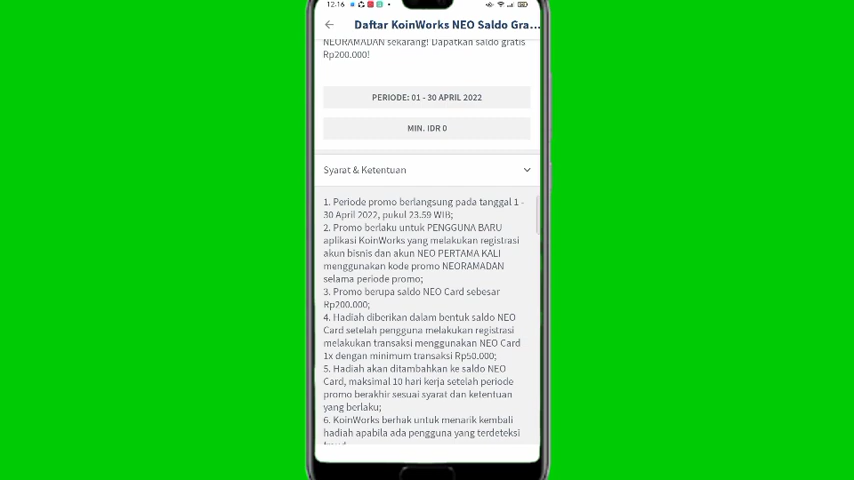 12.16
Daftar KoinWorks NEO Saldo Gra...
NEORAMADAN sekarang! Dapatkan saldo gratis
Rp200.000!
PERIODE: 01 - 30 APRIL 2022
MIN. IDR 0
Syarat & Ketentuan
1. Periode promo berlangsung pada tanggal 1 -
30 April 2022, pukul 23.59 WIB;
2. Promo berlaku untuk PENGGUNA BARU
aplikasi KoinWorks yang melakukan registrasi
akun bisnis dan akun NEO PERTAMA KALI
menggunakan kode promo NEORAMADAN
selama periode promo;
3. Promo berupa saldo NEO Card sebesar
Rp200.000;
4. Hadiah diberikan dalam bentuk saldo NEO
Card setelah pengguna melakukan registrasi
melakukan transaksi menggunakan NEO Card
1x dengan minimum transaksi Rp50.000;
5. Hadiah akan ditambahkan ke saldo NEO
Card, maksimal 10 hari kerja setelah periode
promo berakhir sesuai syarat dan ketentuan
yang berlaku;
6. KoinWorks berhak untuk menarik kembali
hadiah apabila ada pengguna yang terdeteksi